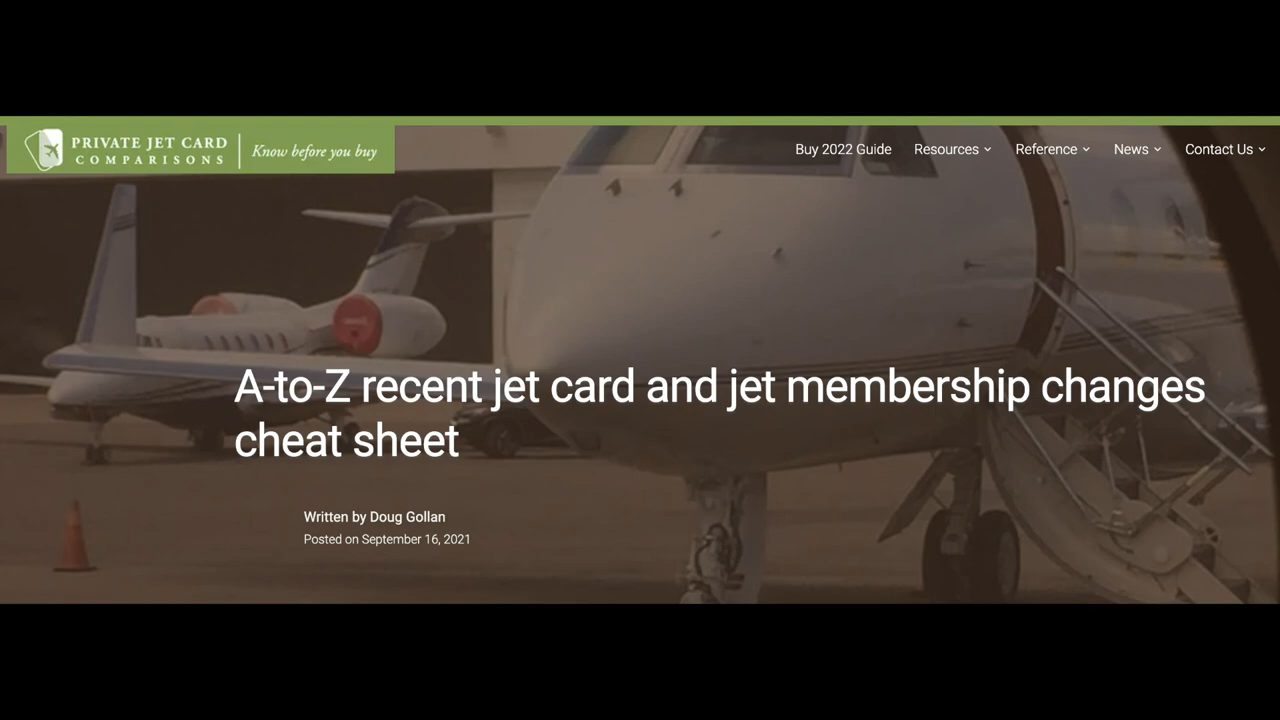 PRIVATE JET CARD
COMPARISONS
Know before you buy
Buy 2022 Guide Resources Reference News Contact Us
A-to-Z recent jet card and jet membership changes
cheat sheet
Written by Doug Gollan
Posted on September 16, 2021